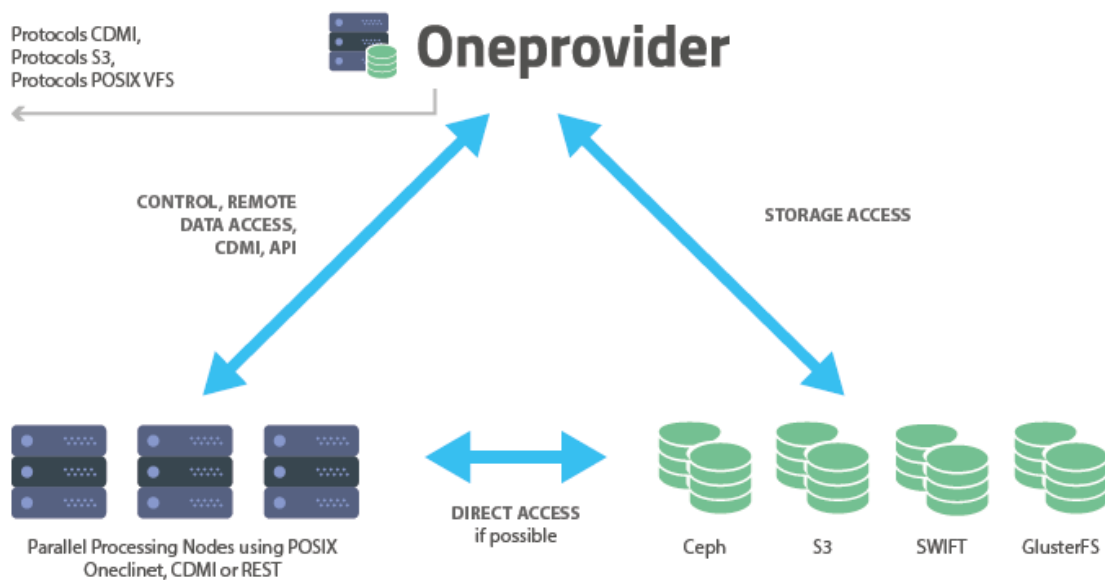 Protocols CDMI,
Protocols S3,
Protocols POSIX VFS
Oneprovider
CONTROL, REMOTE
DATA ACCESS,
CDMI, API
STORAGE ACCESS
DIRECT ACCESS
if possible
Parallel Processing Nodes using POSIX
Oneclinet, CDMI or REST
Ceph
S3
SWIFT
GlusterFS